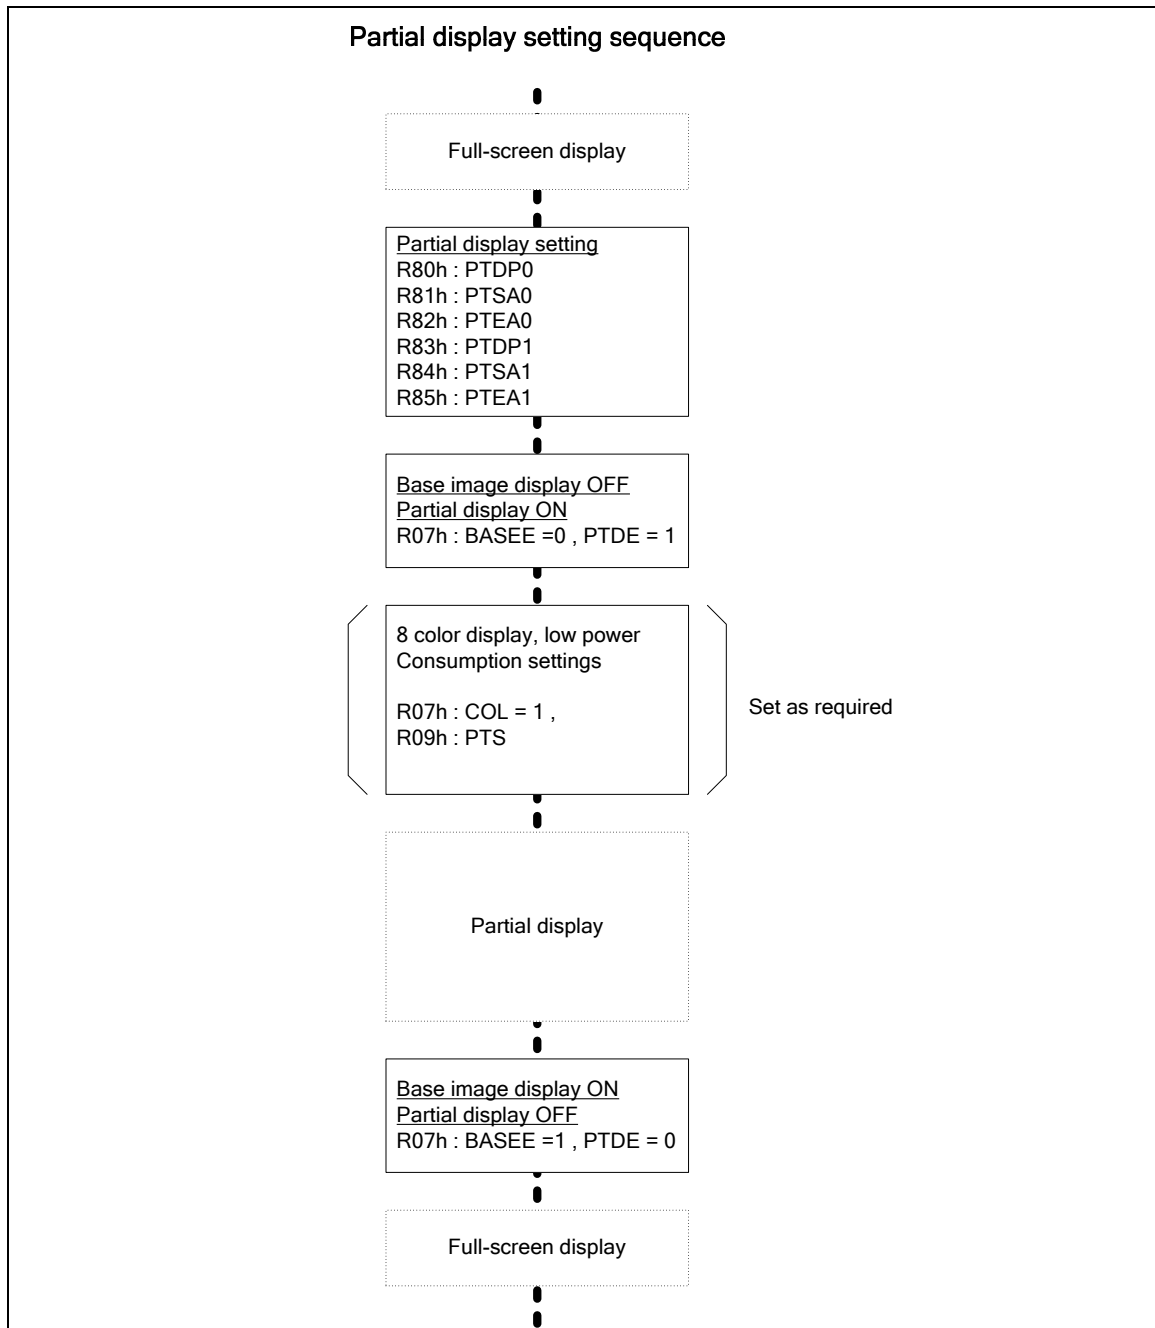 Partial display setting sequence
Full-screen display
Partial display setting
R80h : PTDP0
R81h : PTSA0
R82h : PTEA0
R83h : PTDP1
R84h : PTSA1
R85h : PTEA1
Base image display OFF
Partial display ON
R07h : BASEE =0 , PTDE = 1
8 color display, low power
Consumption settings
R07h : COL = 1 ,
R09h : PTS
Set as required
Partial display
Base image display ON
Partial display OFF
R07h : BASEE =1 , PTDE = 0
Full-screen display